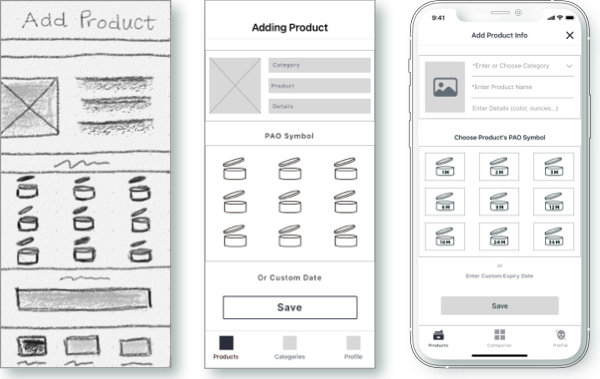 Add Product
Adding Product
Category
Product
Details
PAO Symbol
Or Custom Date
Save
Products
Categories
Profile
9:41
Add Product Info
*Enter or Choose Category
*Enter Product Name
Enter Details (color, ounces...)
Choose Product's PAO Symbol
1M
2M
3M
6M
9M
12M
18M
24M
36M
or
Enter Custom Expiry Date
Save
Products
Categories
Profile